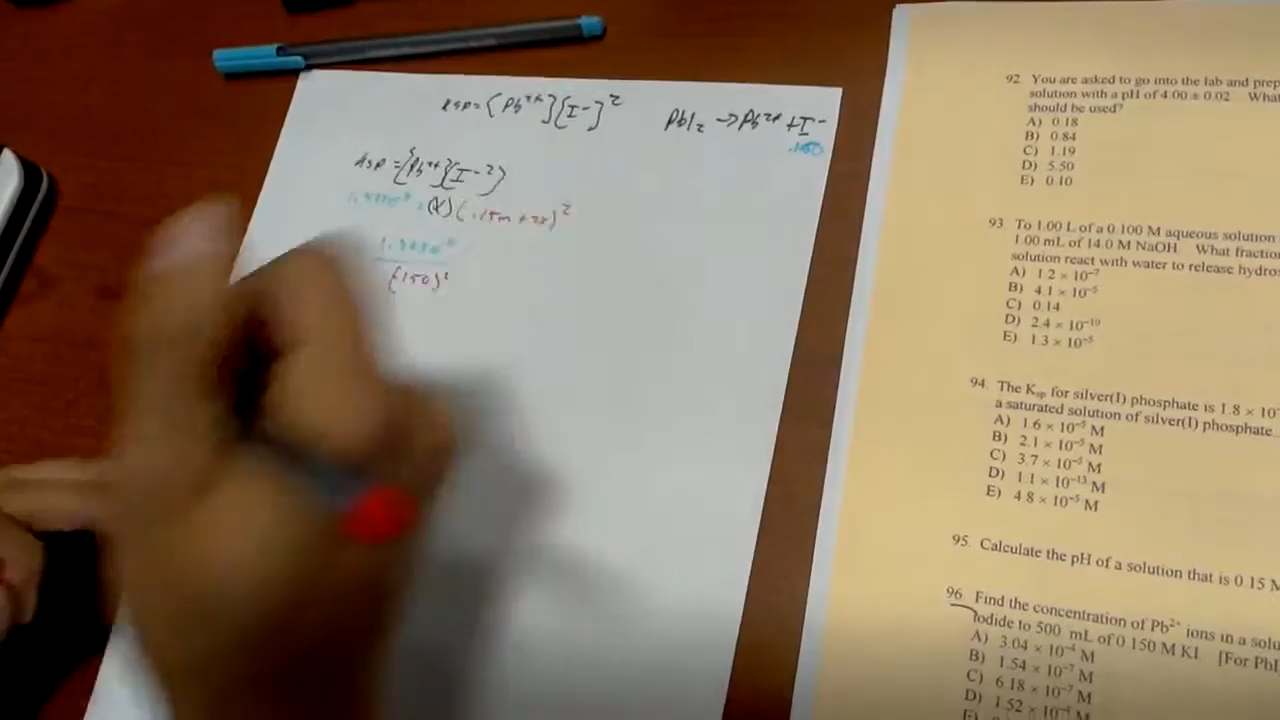 Ksp = [Pb²⁺][I⁻]²
PbI₂ → Pb²⁺ + I⁻
.150
Ksp = [Pb²⁺][I⁻²]
= (x)(.15m + 2x)²
(150)²
92 You are asked to go into the lab and prep
solution with a pH of 4.00 ± 0.02 Wha
should be used?
A) 0.18
B) 0.84
C) 1.19
D) 5.50
E) 0.10
93. To 1.00 L of a 0.100 M aqueous solution
1.00 mL of 14.0 M NaOH. What fractio
solution react with water to release hydro
A) 1.2 × 10⁻⁷
B) 4.1 × 10⁻⁵
C) 0.14
D) 2.4 × 10⁻¹⁰
E) 1.3 × 10⁻⁵
94. The Ksp for silver(I) phosphate is 1.8 × 10
a saturated solution of silver(I) phosphate.
A) 1.6 × 10⁻⁵ M
B) 2.1 × 10⁻⁵ M
C) 3.7 × 10⁻⁵ M
D) 1.1 × 10⁻¹³ M
E) 4.8 × 10⁻⁵ M
95. Calculate the pH of a solution that is 0.15 M
96 Find the concentration of Pb²⁺ ions in a solu
iodide to 500 mL of 0.150 M KI. [For PbI
A) 3.04 × 10⁻⁴ M
B) 1.54 × 10⁻⁷ M
C) 6.18 × 10⁻⁷ M
D) 1.52 × 10⁻⁴ M
E)